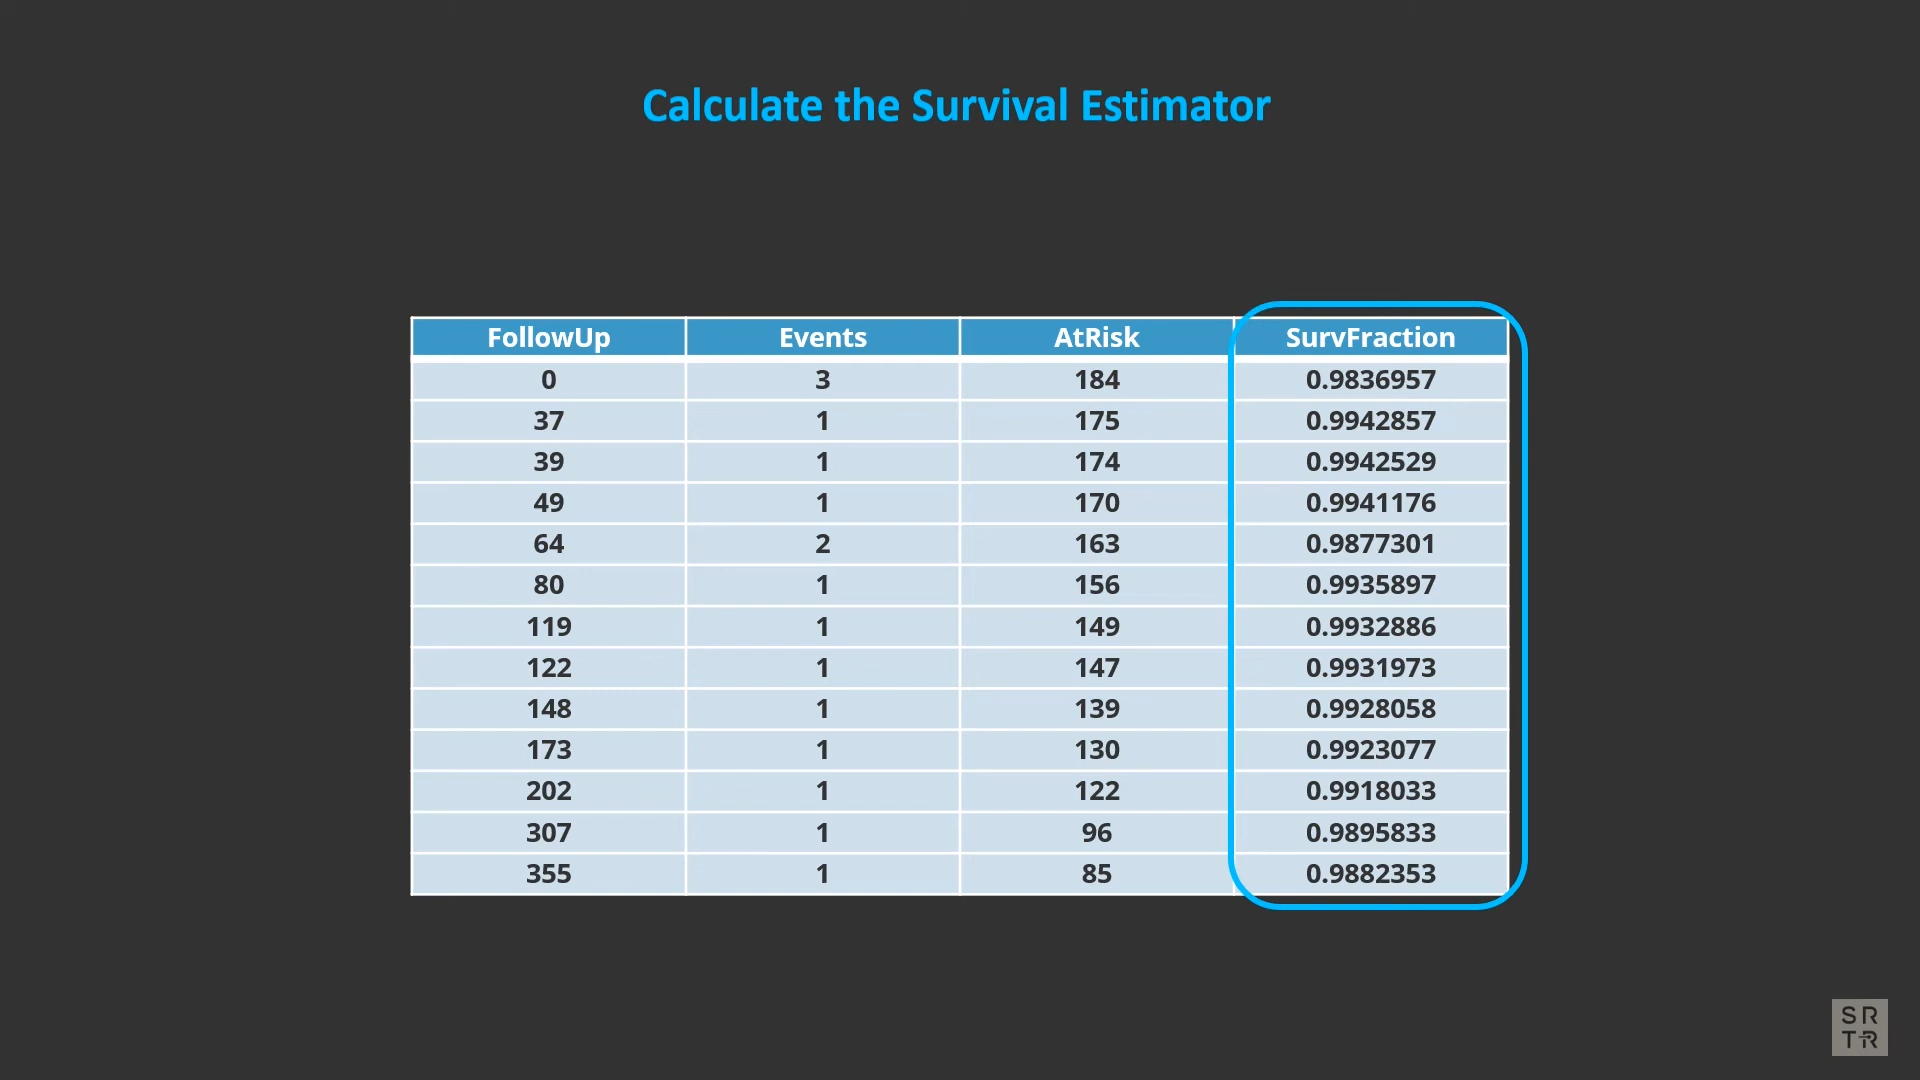 Calculate the Survival Estimator
FollowUp Events AtRisk SurvFraction
0 3 184 0.9836957
37 1 175 0.9942857
39 1 174 0.9942529
49 1 170 0.9941176
64 2 163 0.9877301
80 1 156 0.9935897
119 1 149 0.9932886
122 1 147 0.9931973
148 1 139 0.9928058
173 1 130 0.9923077
202 1 122 0.9918033
307 1 96 0.9895833
355 1 85 0.9882353
SR
TR